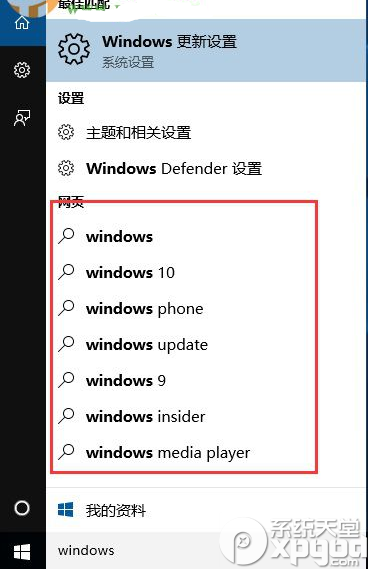 最佳匹配
Windows 更新设置
系统设置
设置
主题和相关设置
Windows Defender 设置
网页
windows
windows 10
windows phone
windows update
windows 9
windows insider
windows media player
我的资料
windows
系统天堂